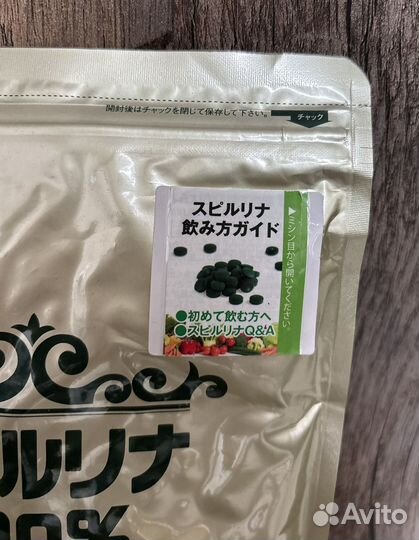 開封後はチャックを閉じて保存して下さい。
チャック
スピルリナ
飲み方ガイド
●初めて飲む方へ
●スピルリナQ&A
▶ミシン目から開いてください。
ルリナ
Avito